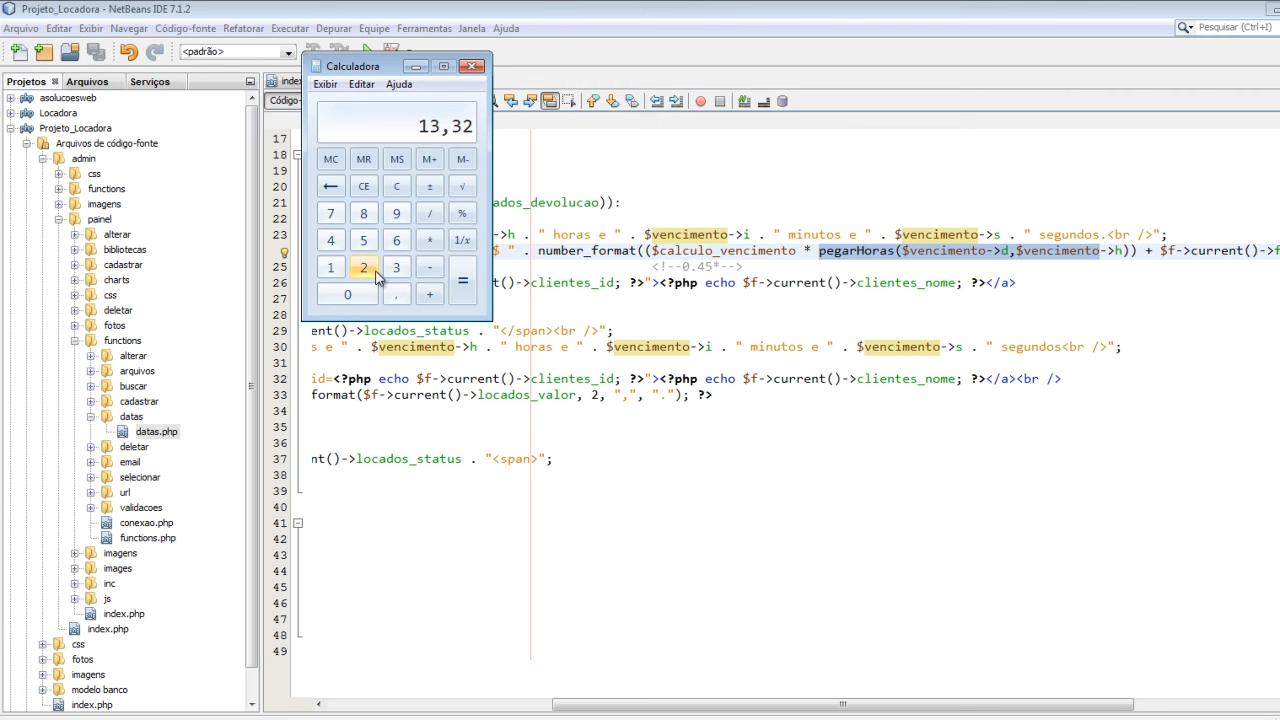 Projeto_Locadora - NetBeans IDE 7.1.2
Arquivo Editar Exibir Navegar Código-fonte Refatorar Executar Depurar Equipe Ferramentas Janela Ajuda
Pesquisar (Ctrl+I)
<padrão>
Projetos Arquivos Serviços
asolucoesweb
Locadora
Projeto_Locadora
Arquivos de código-fonte
admin
css
functions
imagens
painel
alterar
bibliotecas
cadastrar
charts
css
deletar
fotos
functions
alterar
arquivos
buscar
cadastrar
datas
datas.php
deletar
email
selecionar
url
validacoes
conexao.php
functions.php
imagens
images
inc
js
index.php
index.php
css
fotos
imagens
modelo banco
index.php
Calculadora
Exibir Editar Ajuda
13,32
MC MR MS M+ M-
← CE C ± √
7 8 9 / %
4 5 6 * 1/x
1 2 3 - =
0 , +
index
Código-
17
18
19
20
21 ados_devolucao)):
22
23 >h . " horas e " . $vencimento->i . " minutos e " . $vencimento->s . " segundos.<br />";
$ " . number_format(($calculo_vencimento * pegarHoras($vencimento->d,$vencimento->h)) + $f->current()->
25 <!--0.45*-->
26 ent()->clientes_id; ?>"><?php echo $f->current()->clientes_id; ?></a>
27
28
29 ent()->locados_status . "</span><br />";
30 s e " . $vencimento->h . " horas e " . $vencimento->i . " minutos e " . $vencimento->s . " segundos<br />";
31
32 id=<?php echo $f->current()->clientes_id; ?>"><?php echo $f->current()->clientes_nome; ?></a><br />
33 format($f->current()->locados_valor, 2, ",", "."); ?>
34
35
36
37 nt()->locados_status . "<span>";
38
39
40
41
42
43
44
45
46
47
48
49